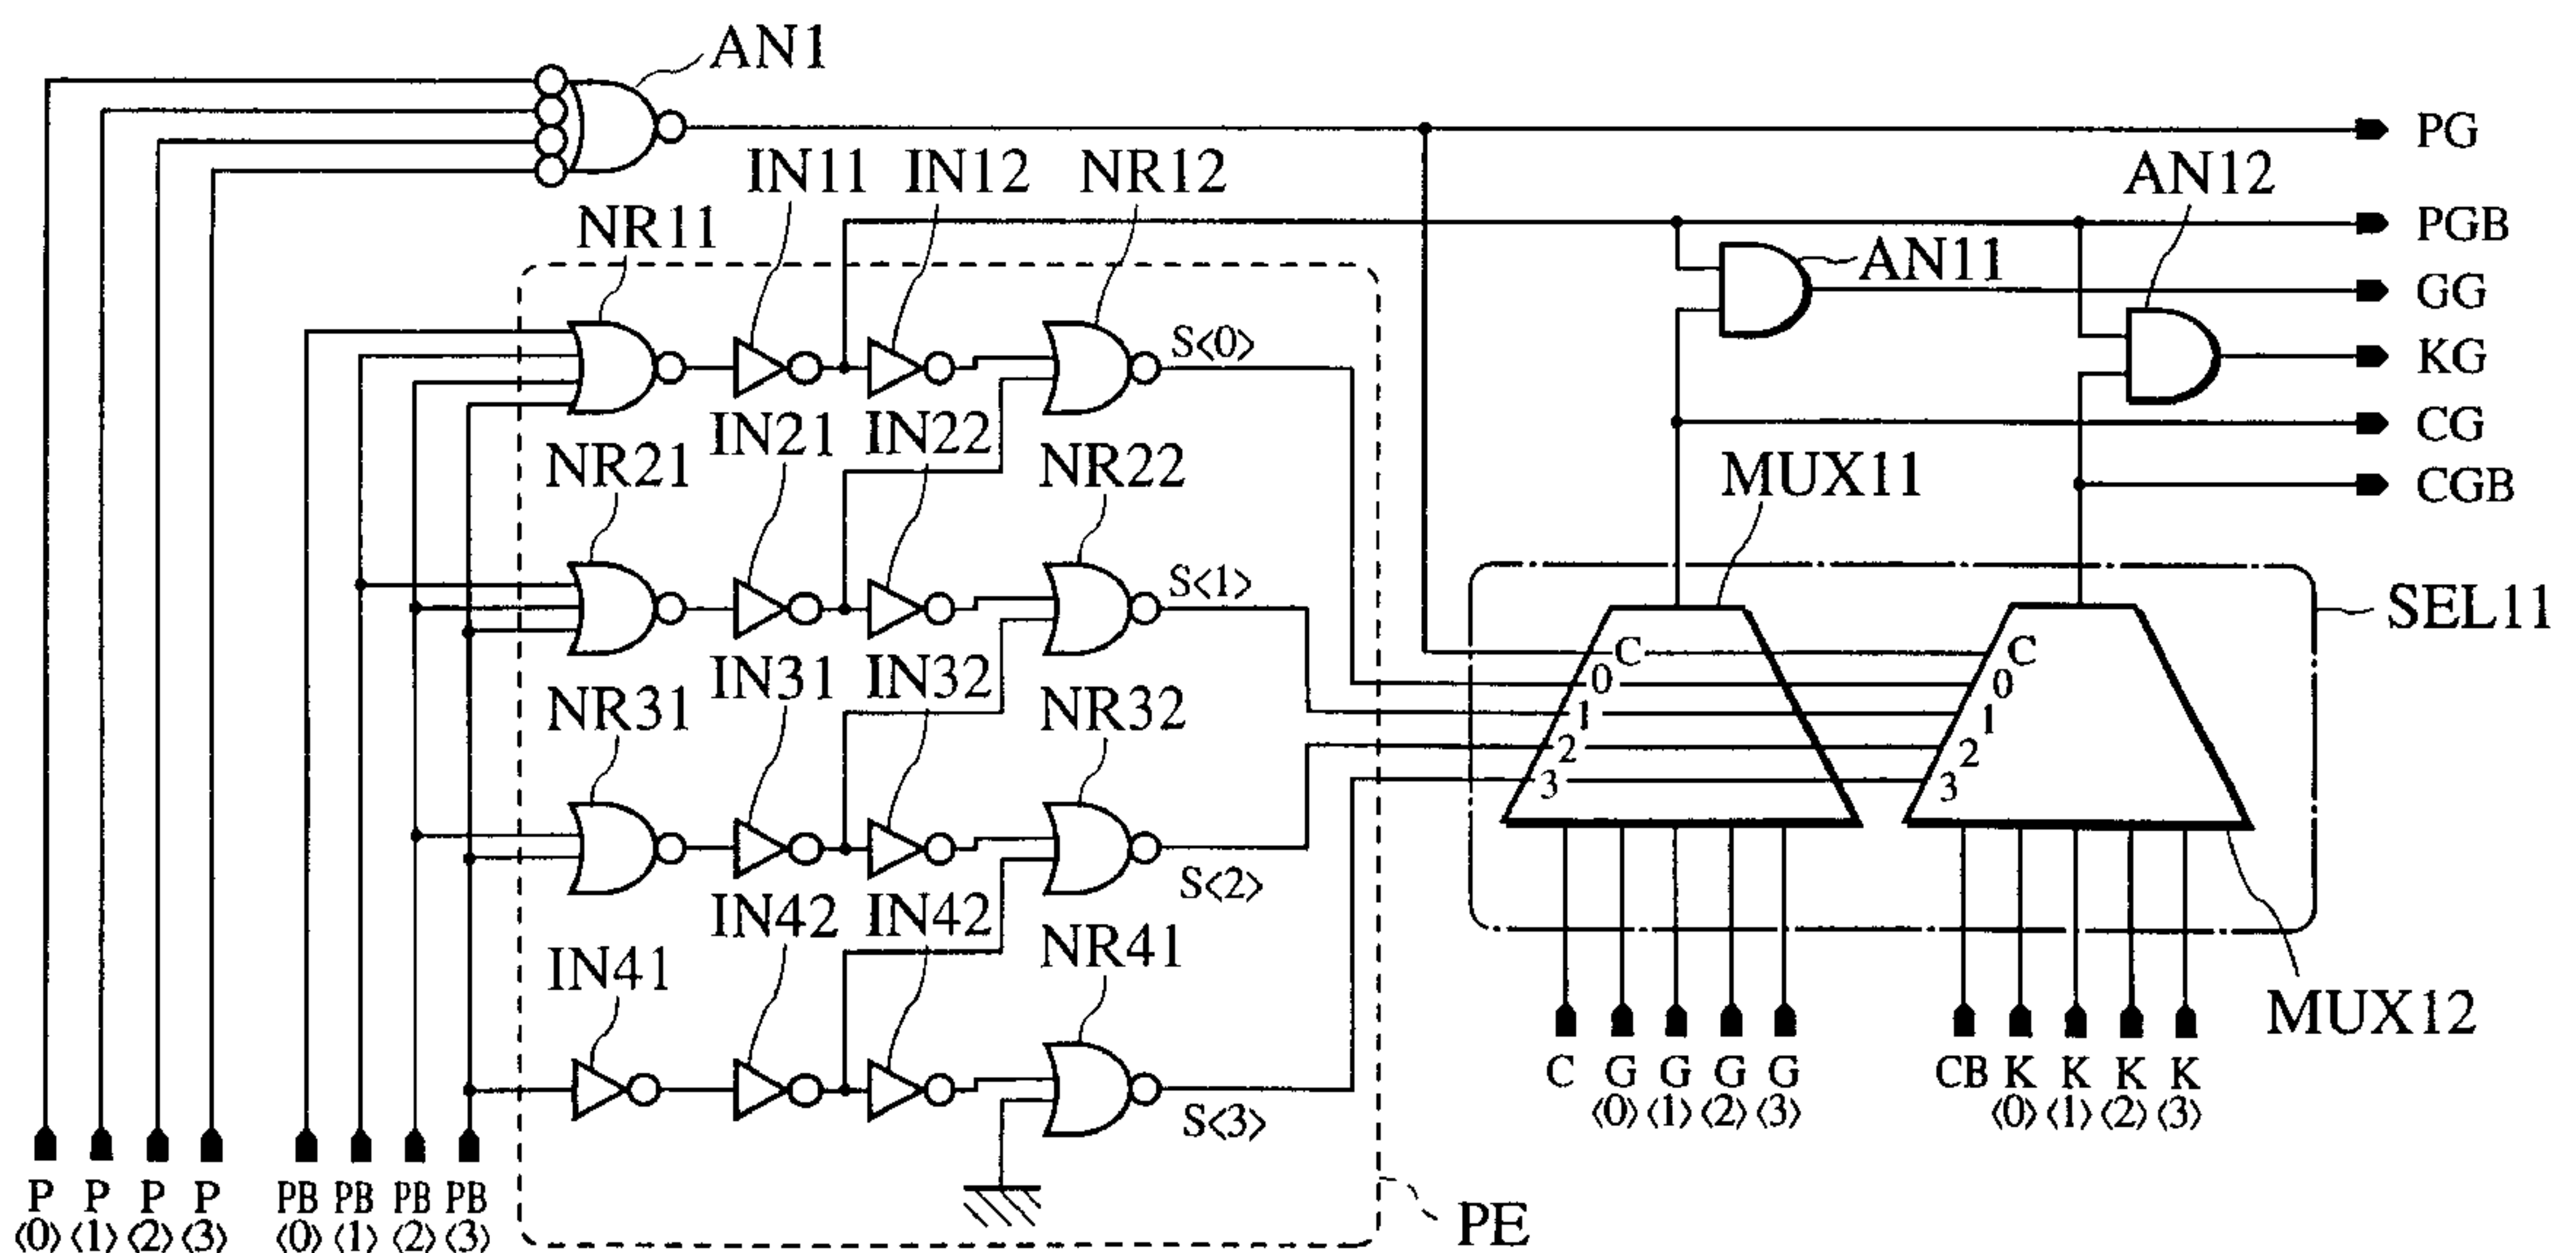 AN1
PG
IN11 IN12 NR12
AN12
NR11
PGB
AN11
GG
S⟨0⟩
KG
IN21 IN22
CG
NR21
NR22
MUX11
CGB
S⟨1⟩
SEL11
IN31 IN32
C
C
0
0
NR31
NR32
1
1
2
2
3
3
S⟨2⟩
IN42 IN42
NR41
IN41
MUX12
C G G G G CB K K K K
⟨0⟩ ⟨1⟩ ⟨2⟩ ⟨3⟩ ⟨0⟩ ⟨1⟩ ⟨2⟩ ⟨3⟩
S⟨3⟩
P P P P PB PB PB PB
⟨0⟩ ⟨1⟩ ⟨2⟩ ⟨3⟩ ⟨0⟩ ⟨1⟩ ⟨2⟩ ⟨3⟩
PE